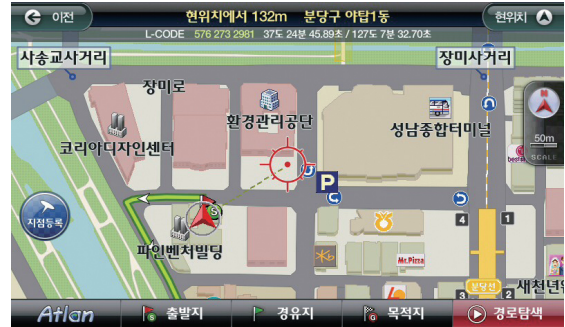 이전
현위치에서 132m 분당구 야탑1동
현위치
L-CODE 576 273 2981 37도 24분 45.89초 / 127도 7분 32.70초
사송교사거리
장미사거리
장미로
환경관리공단
코리아디자인센터
성남종합터미널
50m
SCALE
P
S
지점등록
4
1
파인벤처빌딩
Mr.Pizza
분당선
새천년
3
2
Atlan
S
출발지
경유지
G
목적지
경로탐색